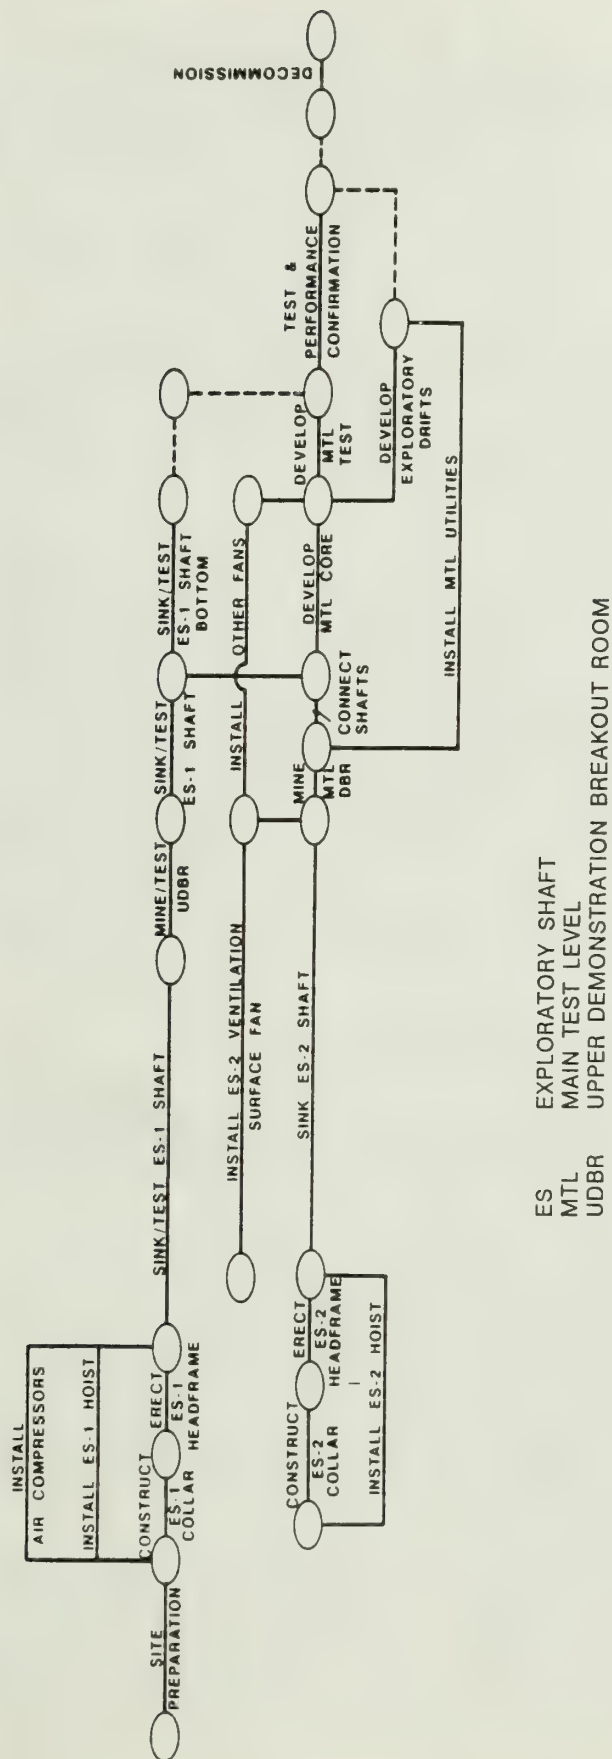 SITE
PREPARATION
INSTALL
AIR COMPRESSORS
INSTALL ES-1 HOIST
CONSTRUCT
ES-1
COLLAR
ERECT
ES-1
HEADFRAME
SINK/TEST ES-1 SHAFT
MINE/TEST
UDBR
SINK/TEST
ES-1 SHAFT
SINK/TEST
ES-1 SHAFT
BOTTOM
INSTALL ES-2 VENTILATION
SURFACE FAN
INSTALL
OTHER FANS
CONSTRUCT
ES-2
COLLAR
ERECT
ES-2
HEADFRAME
INSTALL ES-2 HOIST
SINK ES-2 SHAFT
MINE
MTL
DBR
CONNECT
SHAFTS
DEVELOP
MTL CORE
DEVELOP
MTL
TEST
TEST &
PERFORMANCE
CONFIRMATION
DECOMMISSION
DEVELOP
EXPLORATORY
DRIFTS
INSTALL MTL UTILITIES
ES EXPLORATORY SHAFT
MTL MAIN TEST LEVEL
UDBR UPPER DEMONSTRATION BREAKOUT ROOM